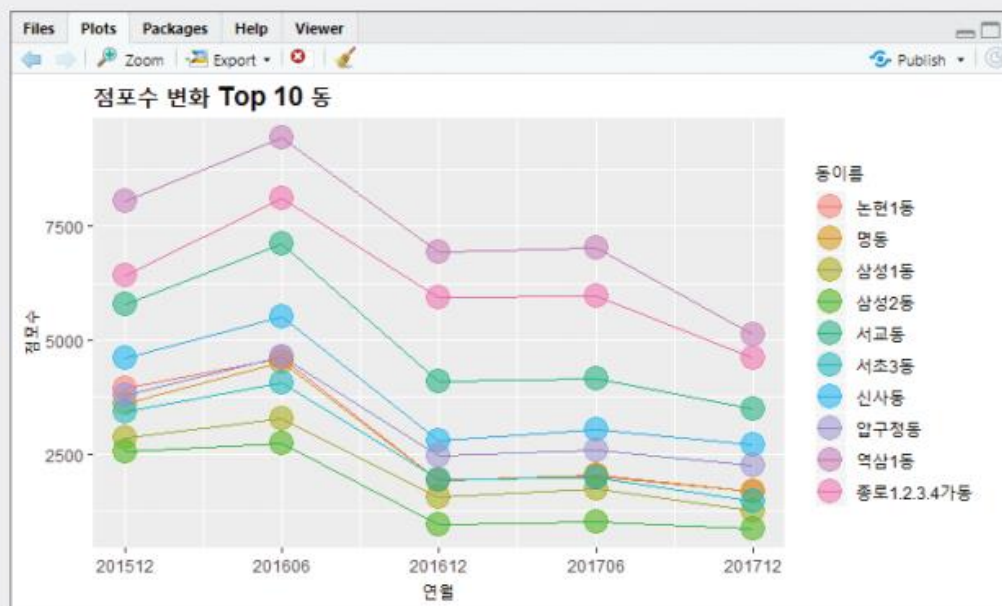 Files Plots Packages Help Viewer
Zoom Export Publish
점포수 변화 Top 10 동
점포수
7500
5000
2500
201512 201606 201612 201706 201712
연월
동이름
논현1동
명동
삼성1동
삼성2동
서교동
서초3동
신사동
압구정동
역삼1동
종로1.2.3.4가동